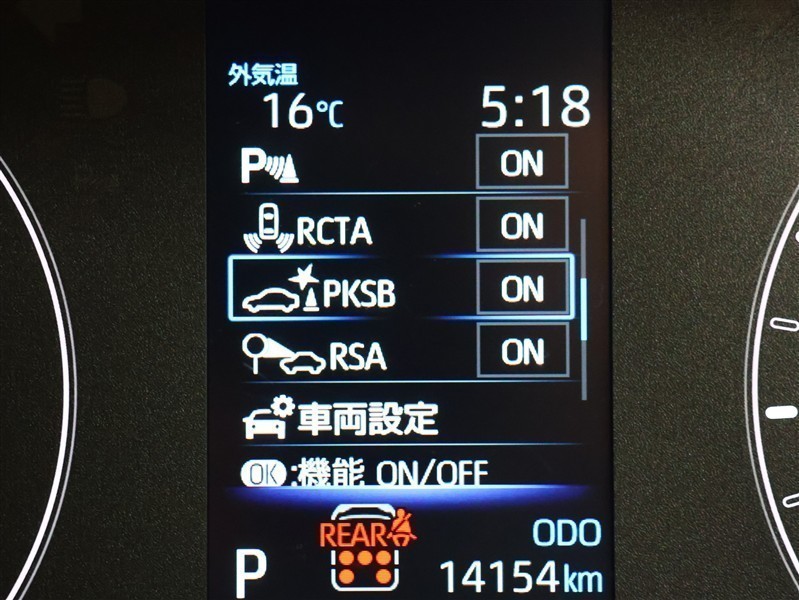 外気温
16℃ 5:18
P ON
RCTA ON
PKSB ON
RSA ON
車両設定
OK:機能 ON/OFF
REAR
ODO
P 14154km